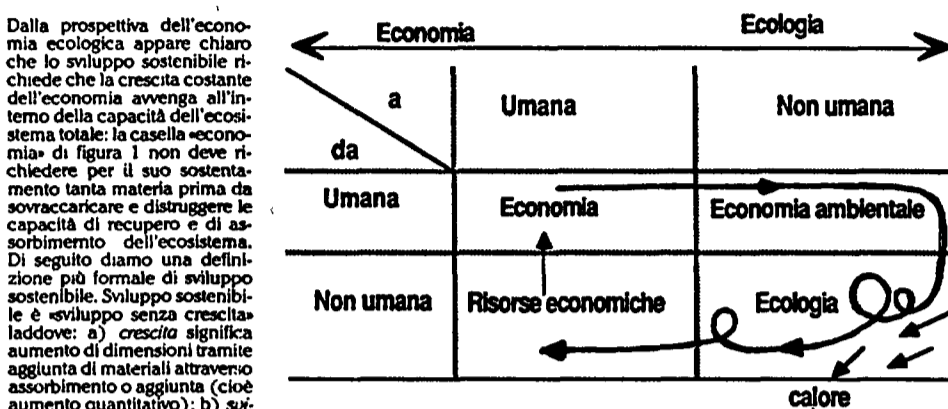 Dalla prospettiva dell'econo-
mia ecologica appare chiaro
che lo sviluppo sostenibile ri-
chiede che la crescita costante
dell'economia avvenga all'in-
terno della capacità dell'ecosi-
stema totale: la casella «econo-
mia» di figura 1 non deve ri-
chiedere per il suo sostenta-
mento tanta materia prima da
sovraccaricare e distruggere le
capacità di recupero e di as-
sorbimemto dell'ecosistema.
Di seguito diamo una defini-
zione più formale di sviluppo
sostenibile. Sviluppo sostenibi-
le è «sviluppo senza crescita»
laddove: a) crescita significa
aumento di dimensioni tramite
aggiunta di materiali attraverso
assorbimento o aggiunta (cioè
aumento quantitativo); b) svi-
Economia Ecologia
a Umana Non umana
da
Umana Economia Economia ambientale
Non umana Risorse economiche Ecologia
calore